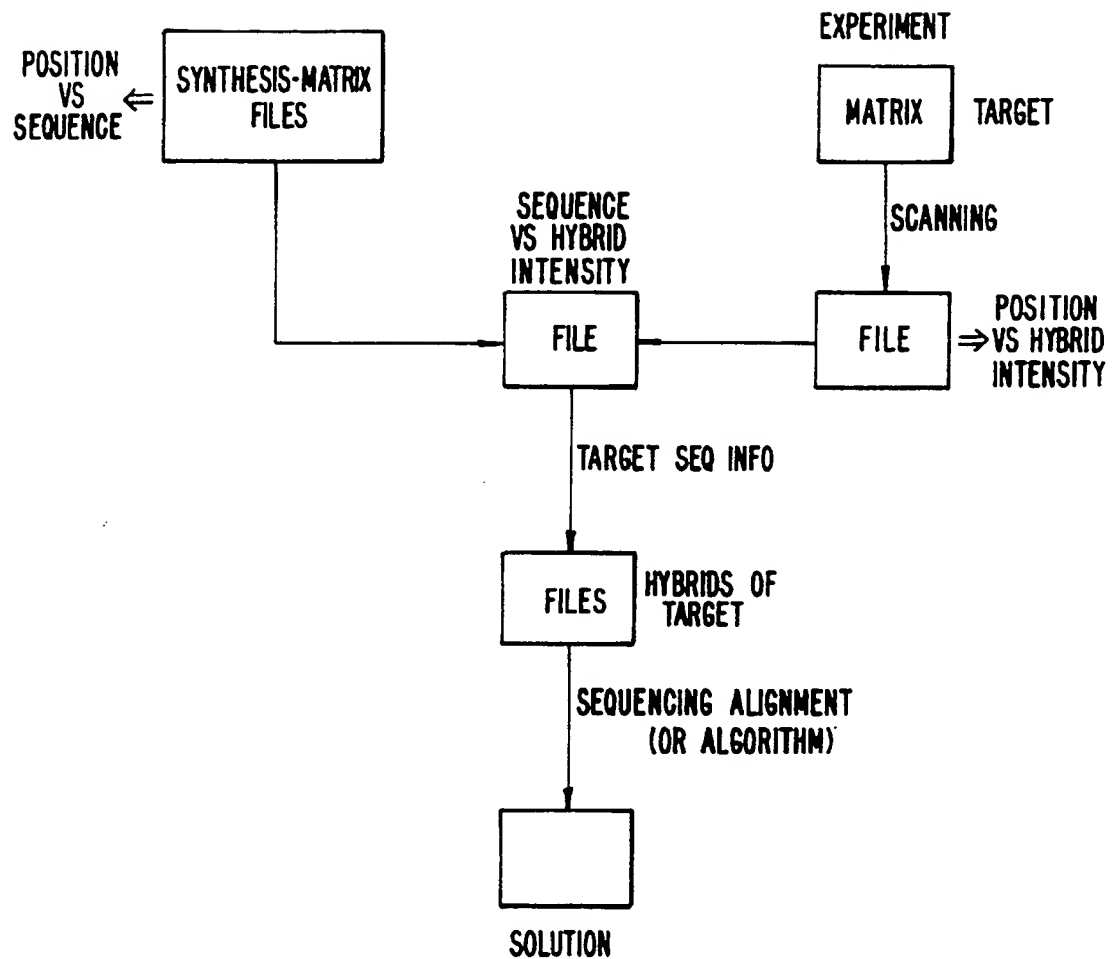 EXPERIMENT
POSITION
VS
SEQUENCE
⇐
SYNTHESIS-MATRIX
FILES
MATRIX
TARGET
SCANNING
SEQUENCE
VS HYBRID
INTENSITY
FILE
FILE
⇒
POSITION
VS HYBRID
INTENSITY
TARGET SEQ INFO
FILES
HYBRIDS OF
TARGET
SEQUENCING ALIGNMENT
(OR ALGORITHM)
SOLUTION